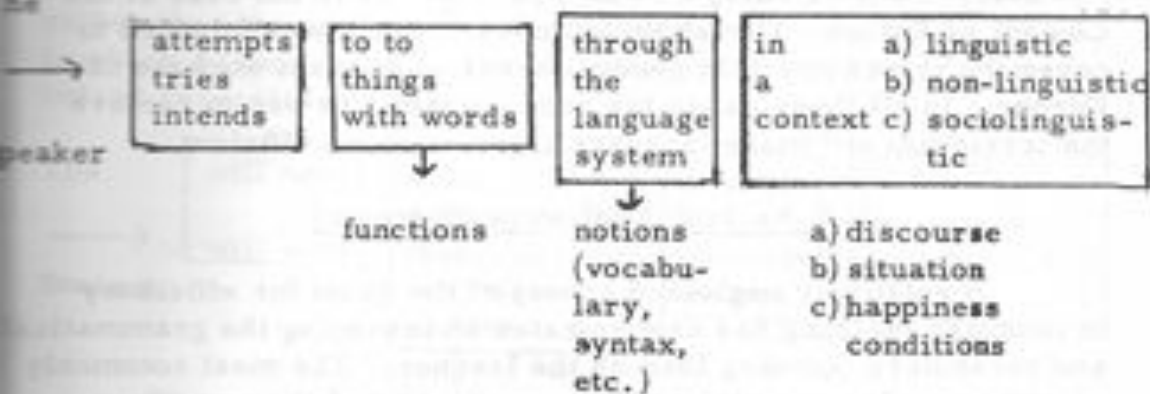 attempts to to through in a) linguistic
tries things the a b) non-linguistic
intends with words language context c) sociolinguis-
peaker system tic
functions notions a) discourse
(vocabu- b) situation
lary, c) happiness
syntax, conditions
etc.)